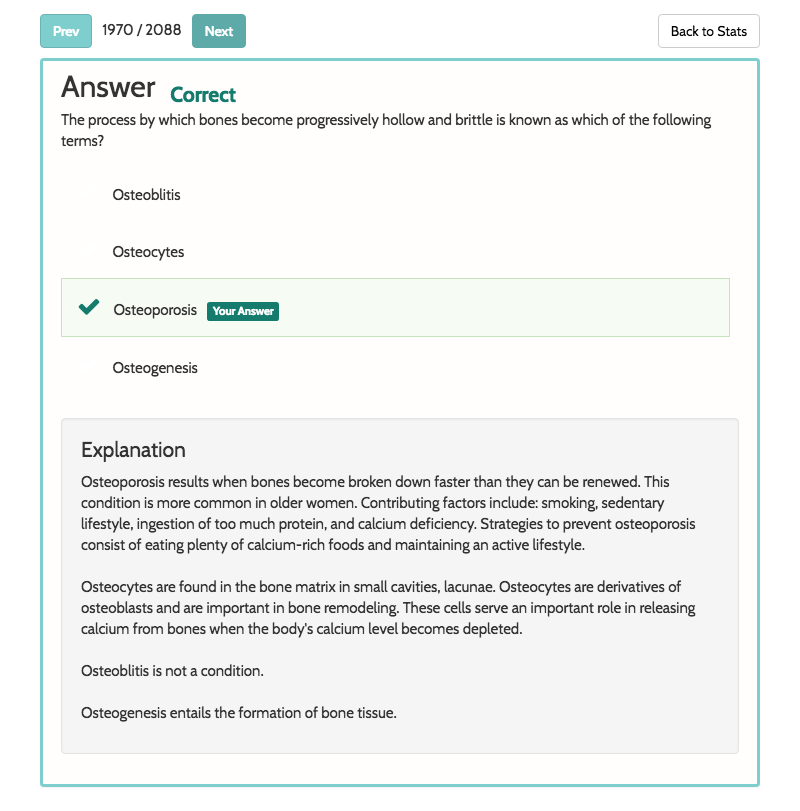 Prev 1970 / 2088 Next Back to Stats
Answer Correct
The process by which bones become progressively hollow and brittle is known as which of the following
terms?
Osteoblitis
Osteocytes
Osteoporosis Your Answer
Osteogenesis
Explanation
Osteoporosis results when bones become broken down faster than they can be renewed. This
condition is more common in older women. Contributing factors include: smoking, sedentary
lifestyle, ingestion of too much protein, and calcium deficiency. Strategies to prevent osteoporosis
consist of eating plenty of calcium-rich foods and maintaining an active lifestyle.
Osteocytes are found in the bone matrix in small cavities, lacunae. Osteocytes are derivatives of
osteoblasts and are important in bone remodeling. These cells serve an important role in releasing
calcium from bones when the body's calcium level becomes depleted.
Osteoblitis is not a condition.
Osteogenesis entails the formation of bone tissue.